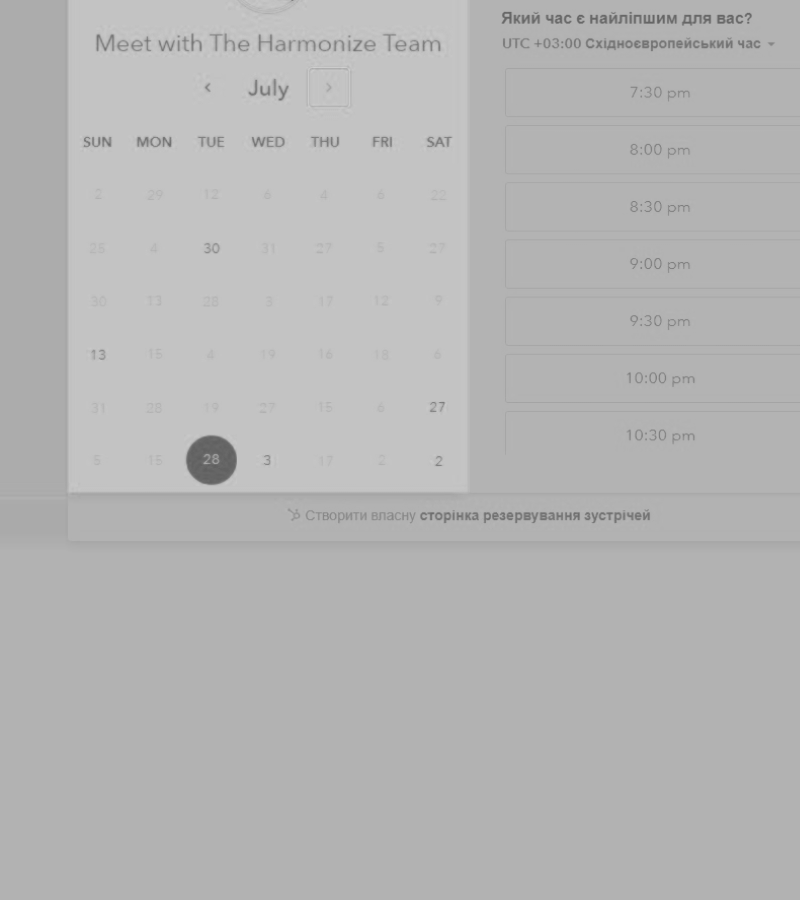 Meet with The Harmonize Team
July
SUN MON TUE WED THU FRI SAT
2 29 12 6 4 6 22
25 4 30 31 27 5 27
30 13 28 3 17 12 9
13 15 4 19 16 18 6
31 28 19 27 15 6 27
5 15 28 3 17 2 2
Який час є найліпшим для вас?
UTC +03:00 Східноєвропейський час
7:30 pm
8:00 pm
8:30 pm
9:00 pm
9:30 pm
10:00 pm
10:30 pm
Створити власну сторінка резервування зустрічей